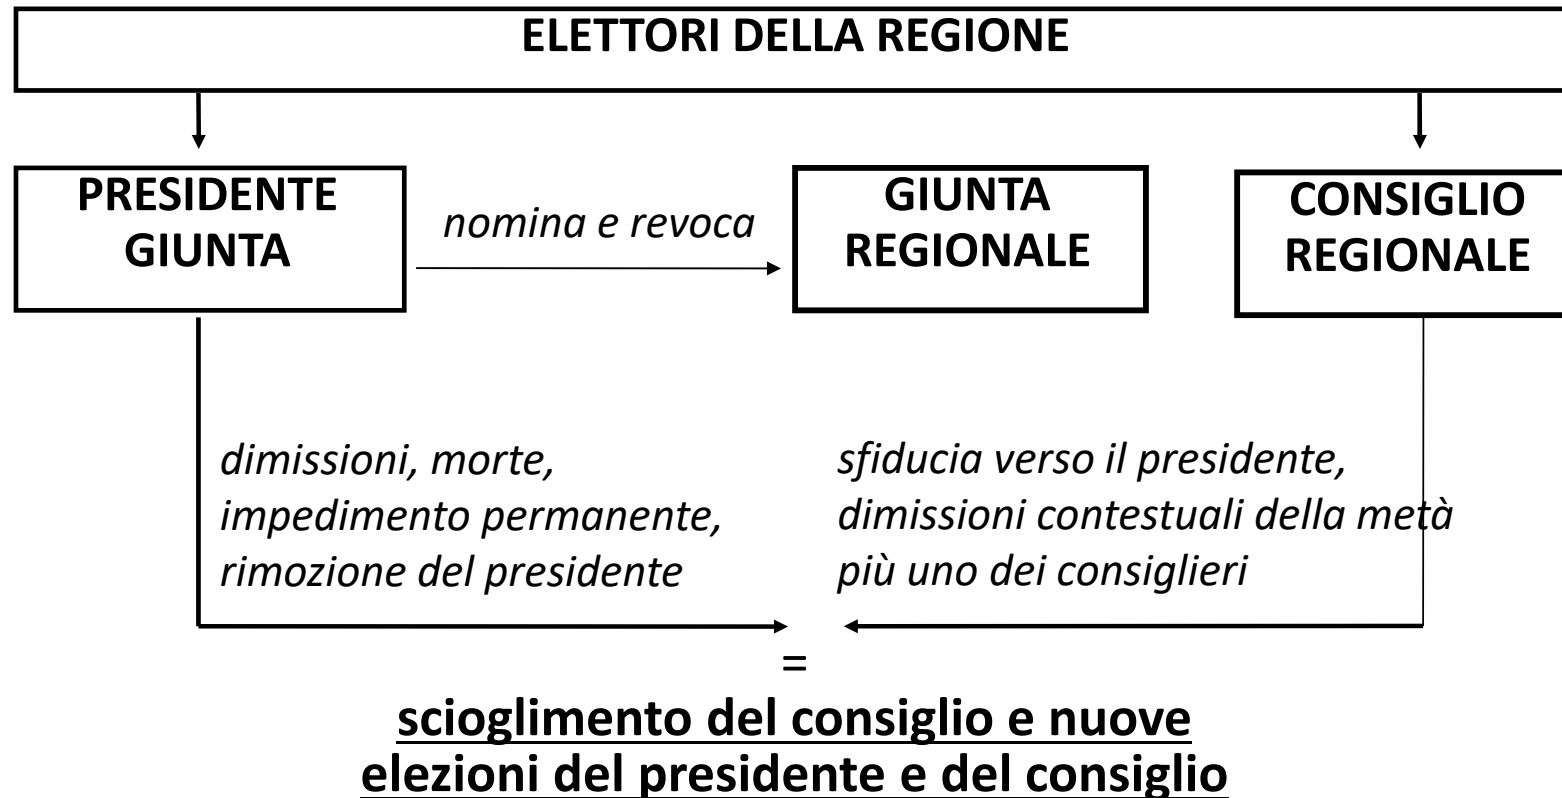 ELETTORI DELLA REGIONE
PRESIDENTE
GIUNTA
nomina e revoca
GIUNTA
REGIONALE
CONSIGLIO
REGIONALE
dimissioni, morte,
impedimento permanente,
rimozione del presidente
sfiducia verso il presidente,
dimissioni contestuali della metà
più uno dei consiglieri
=
scioglimento del consiglio e nuove
elezioni del presidente e del consiglio